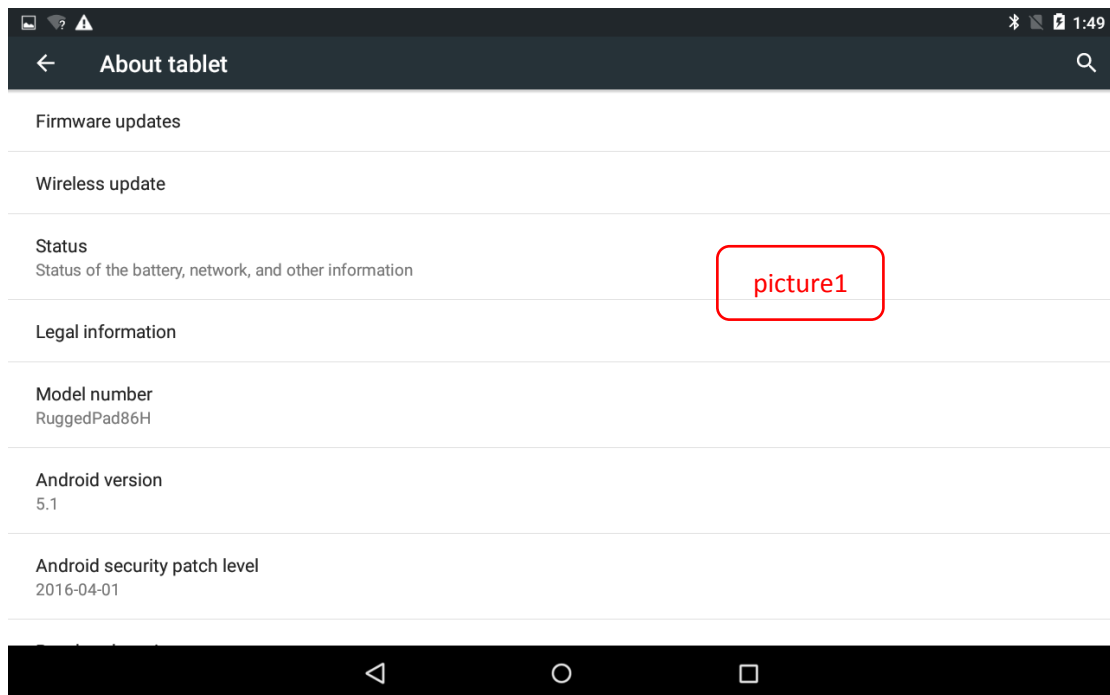 1:49
About tablet
Firmware updates
Wireless update
Status
Status of the battery, network, and other information
picture1
Legal information
Model number
RuggedPad86H
Android version
5.1
Android security patch level
2016-04-01